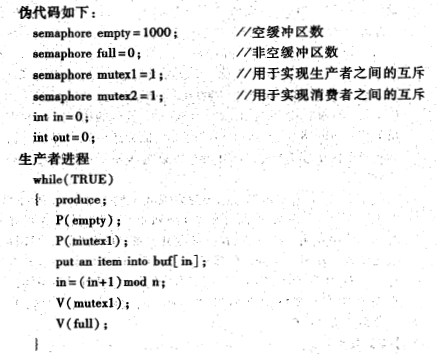 伪代码如下：
semaphore empty=1000; //空缓冲区数
semaphore full=0; //非空缓冲区数
semaphore mutex1=1; //用于实现生产者之间的互斥
semaphore mutex2=1; //用于实现消费者之间的互斥
int in=0;
int out=0;
生产者进程
while(TRUE)
{ produce;
P(empty);
P(mutex1);
put an item into buf[in];
in=(in+1)mod n;
V(mutex1);
V(full);
}